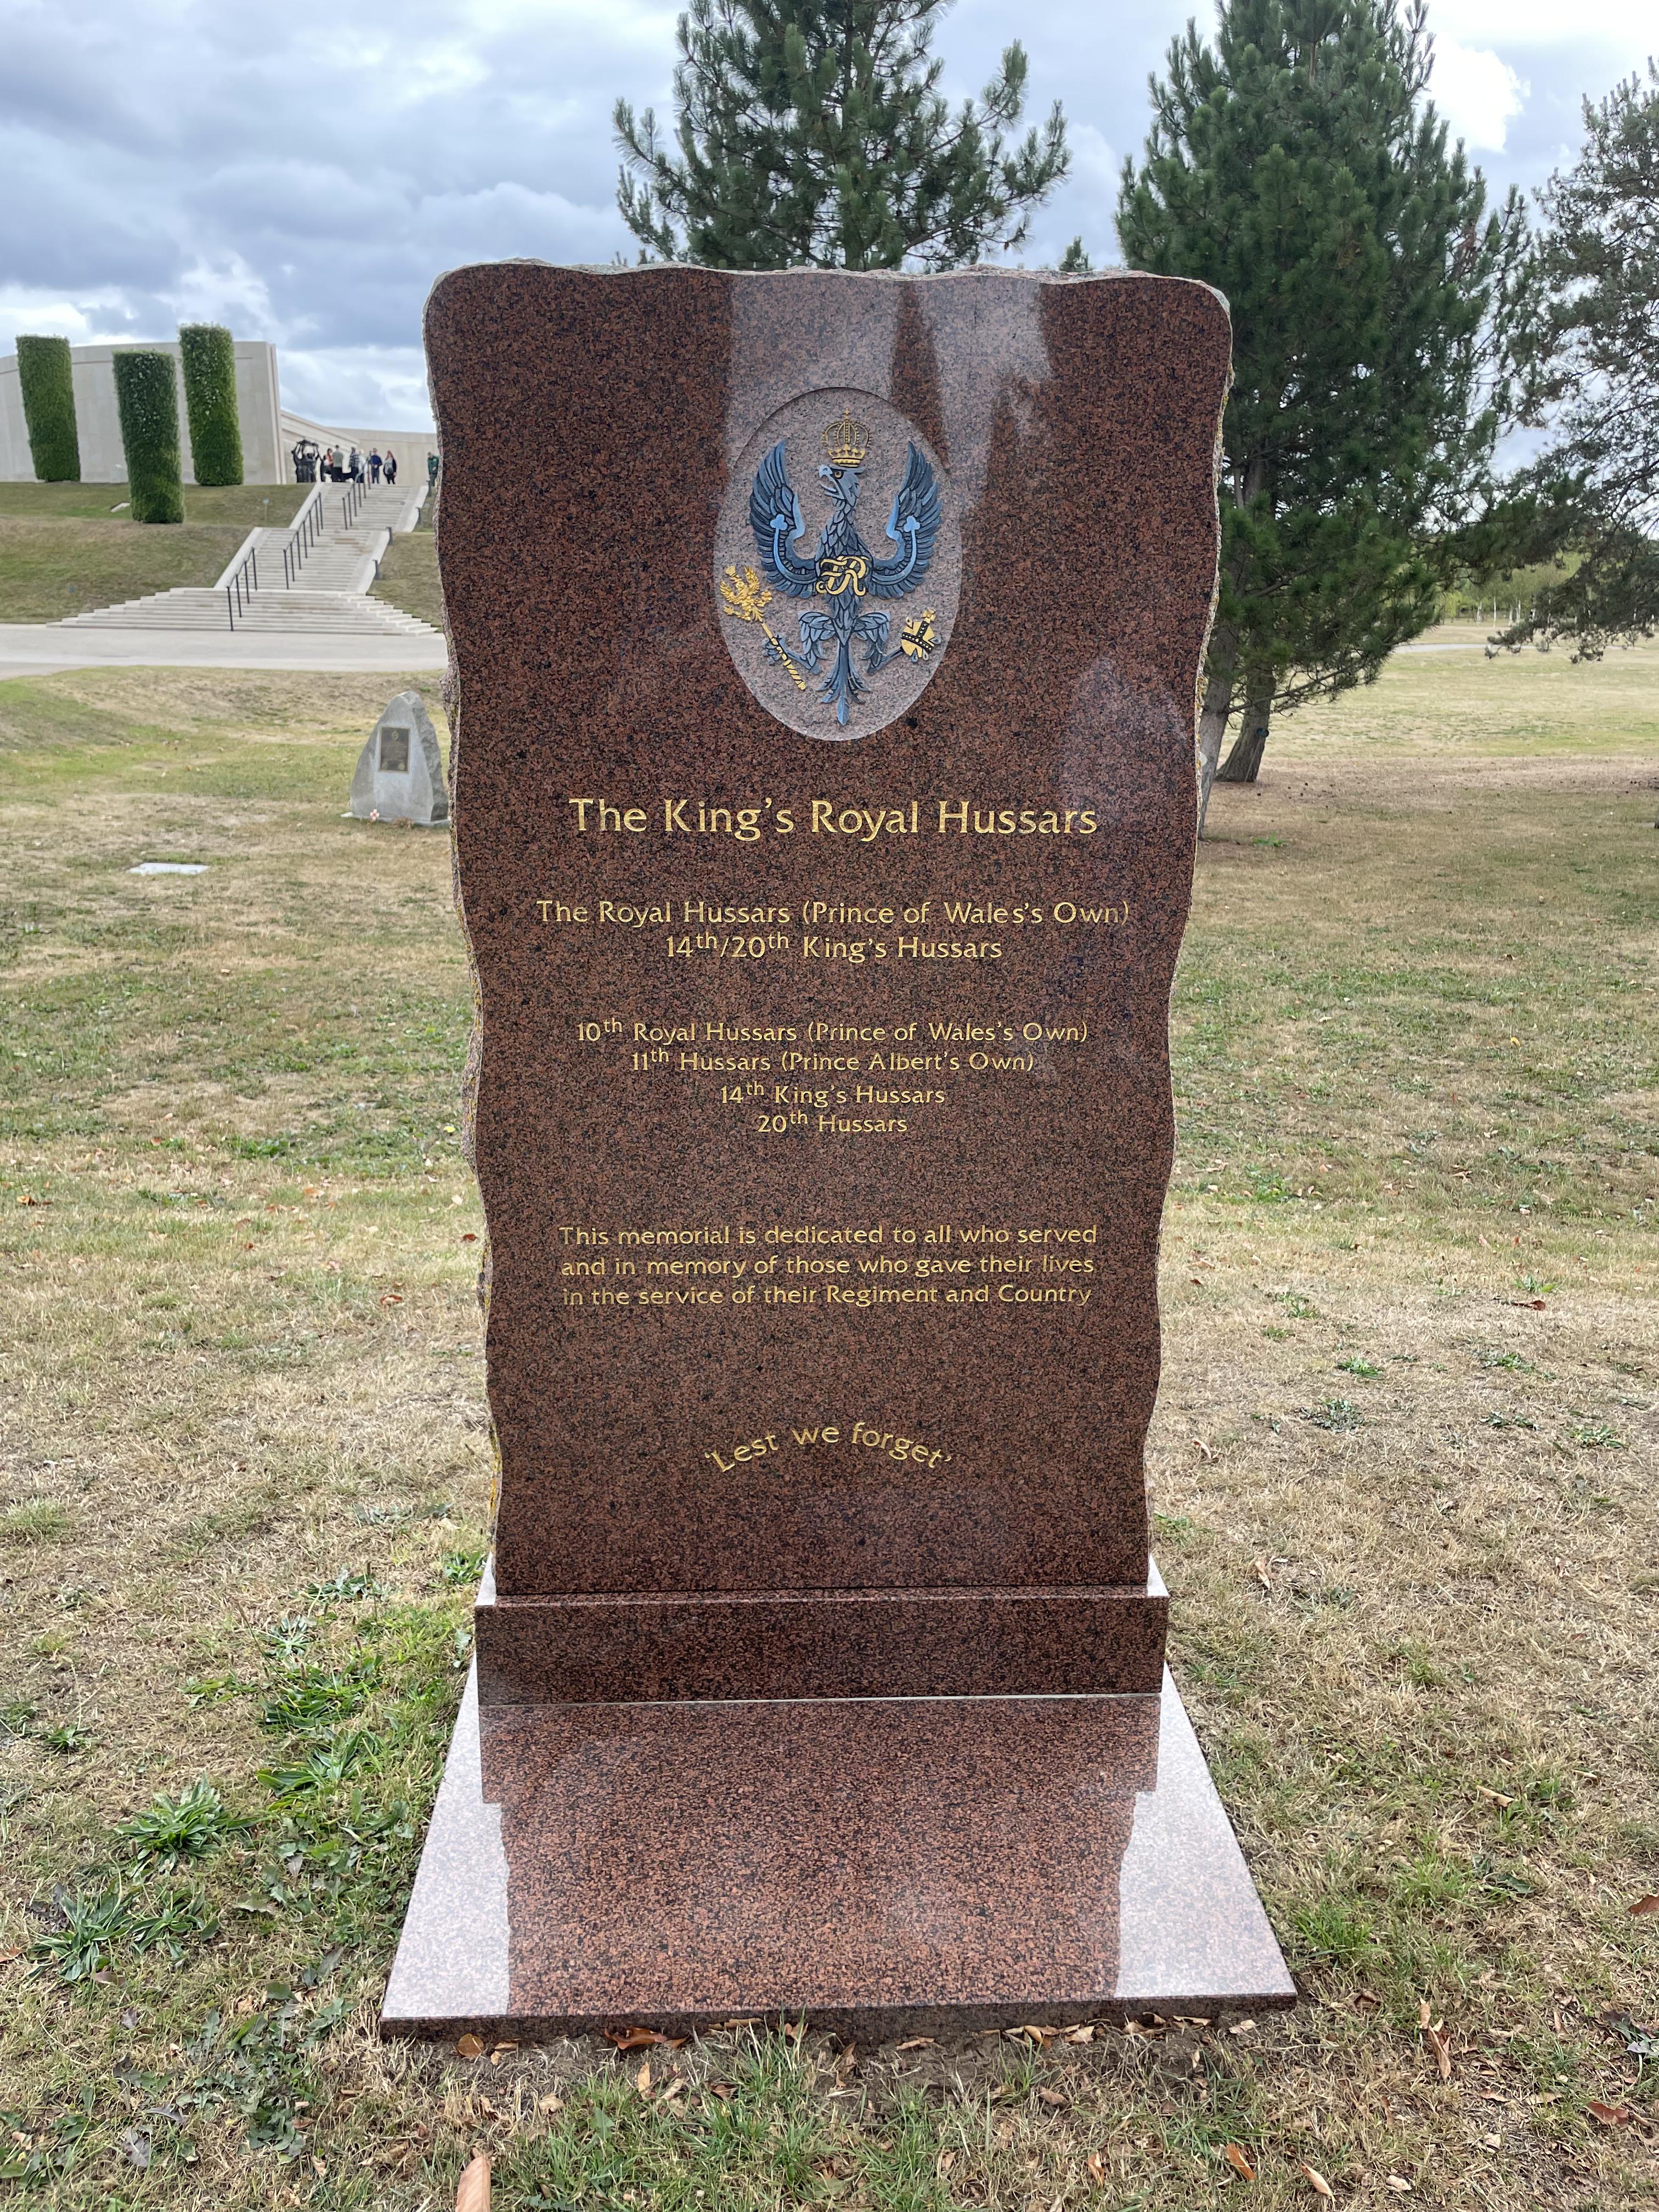 FR
The King's Royal Hussars
The Royal Hussars (Prince of Wales's Own)
14th/20th King's Hussars
10th Royal Hussars (Prince of Wales's Own)
11th Hussars (Prince Albert's Own)
14th King's Hussars
20th Hussars
This memorial is dedicated to all who served
and in memory of those who gave their lives
in the service of their Regiment and Country
'Lest we forget'